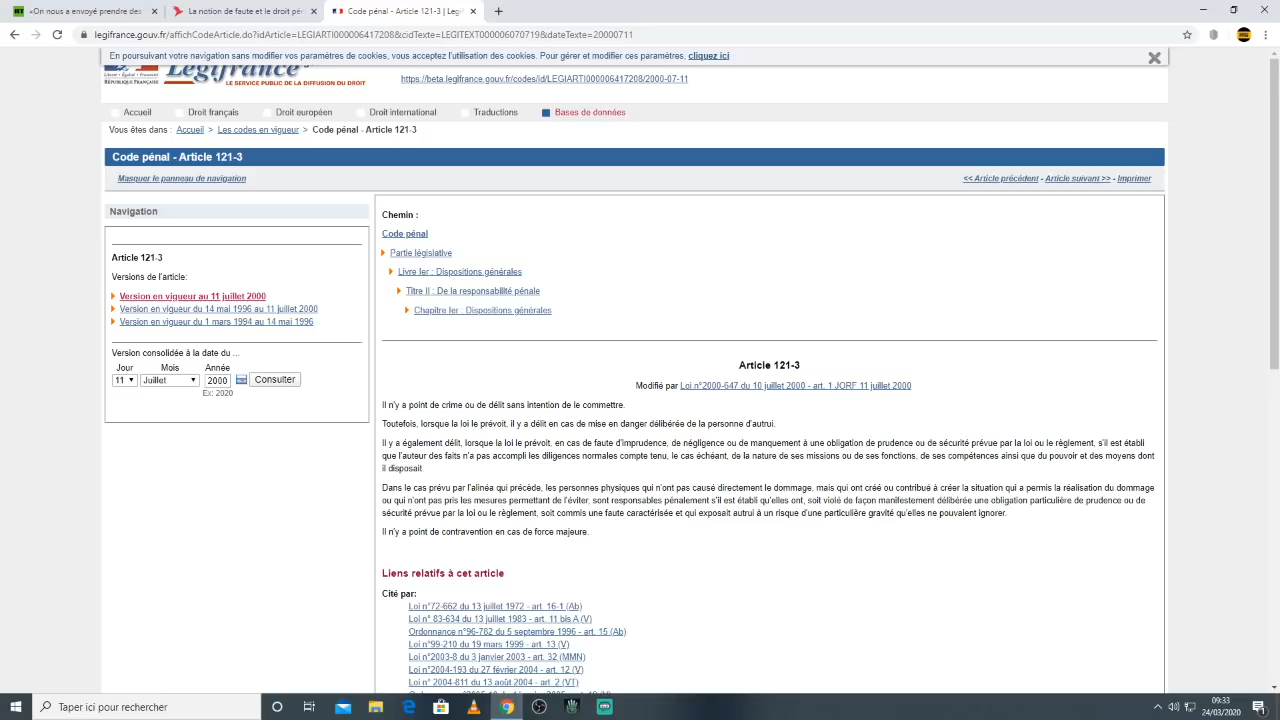 «On nous a envoyé des
Code pénal - Article 121-3 | Leg
legifrance.gouv.fr/affichCodeArticle.do?idArticle=LEGIARTI000006417208&cidTexte=LEGITEXT000006070719&dateTexte=20000711
En poursuivant votre navigation sans modifier vos paramètres de cookies, vous acceptez l'utilisation des cookies. Pour gérer et modifier ces paramètres, cliquez ici
Legifrance
RÉPUBLIQUE FRANÇAISE
LE SERVICE PUBLIC DE LA DIFFUSION DU DROIT
https://beta.legifrance.gouv.fr/codes/id/LEGIARTI000006417208/2000-07-11
Accueil Droit français Droit européen Droit international Traductions Bases de données
Vous êtes dans : Accueil > Les codes en vigueur > Code pénal - Article 121-3
Code pénal - Article 121-3
Masquer le panneau de navigation
<< Article précédent - Article suivant >> - Imprimer
Navigation
Article 121-3
Versions de l'article:
Version en vigueur au 11 juillet 2000
Version en vigueur du 14 mai 1996 au 11 juillet 2000
Version en vigueur du 1 mars 1994 au 14 mai 1996
Version consolidée à la date du ...
Jour Mois Année
11 Juillet 2000 Consulter
Ex: 2020
Chemin :
Code pénal
Partie législative
Livre Ier : Dispositions générales
Titre II : De la responsabilité pénale
Chapitre Ier : Dispositions générales
Article 121-3
Modifié par Loi n°2000-647 du 10 juillet 2000 - art. 1 JORF 11 juillet 2000
Il n'y a point de crime ou de délit sans intention de le commettre.
Toutefois, lorsque la loi le prévoit, il y a délit en cas de mise en danger délibérée de la personne d'autrui.
Il y a également délit, lorsque la loi le prévoit, en cas de faute d'imprudence, de négligence ou de manquement à une obligation de prudence ou de sécurité prévue par la loi ou le règlement, s'il est établi
que l'auteur des faits n'a pas accompli les diligences normales compte tenu, le cas échéant, de la nature de ses missions ou de ses fonctions, de ses compétences ainsi que du pouvoir et des moyens dont
il disposait.
Dans le cas prévu par l'alinéa qui précède, les personnes physiques qui n'ont pas causé directement le dommage, mais qui ont créé ou contribué à créer la situation qui a permis la réalisation du dommage
ou qui n'ont pas pris les mesures permettant de l'éviter, sont responsables pénalement s'il est établi qu'elles ont, soit violé de façon manifestement délibérée une obligation particulière de prudence ou de
sécurité prévue par la loi ou le règlement, soit commis une faute caractérisée et qui exposait autrui à un risque d'une particulière gravité qu'elles ne pouvaient ignorer.
Il n'y a point de contravention en cas de force majeure.
Liens relatifs à cet article
Cité par:
Loi n°72-662 du 13 juillet 1972 - art. 16-1 (Ab)
Loi n° 83-634 du 13 juillet 1983 - art. 11 bis A (V)
Ordonnance n°96-782 du 5 septembre 1996 - art. 15 (Ab)
Loi n°99-210 du 19 mars 1999 - art. 13 (V)
Loi n°2003-8 du 3 janvier 2003 - art. 32 (MMN)
Loi n°2004-193 du 27 février 2004 - art. 12 (V)
Loi n° 2004-811 du 13 août 2004 - art. 2 (VT)
Taper ici pour rechercher
09:33
24/03/2020